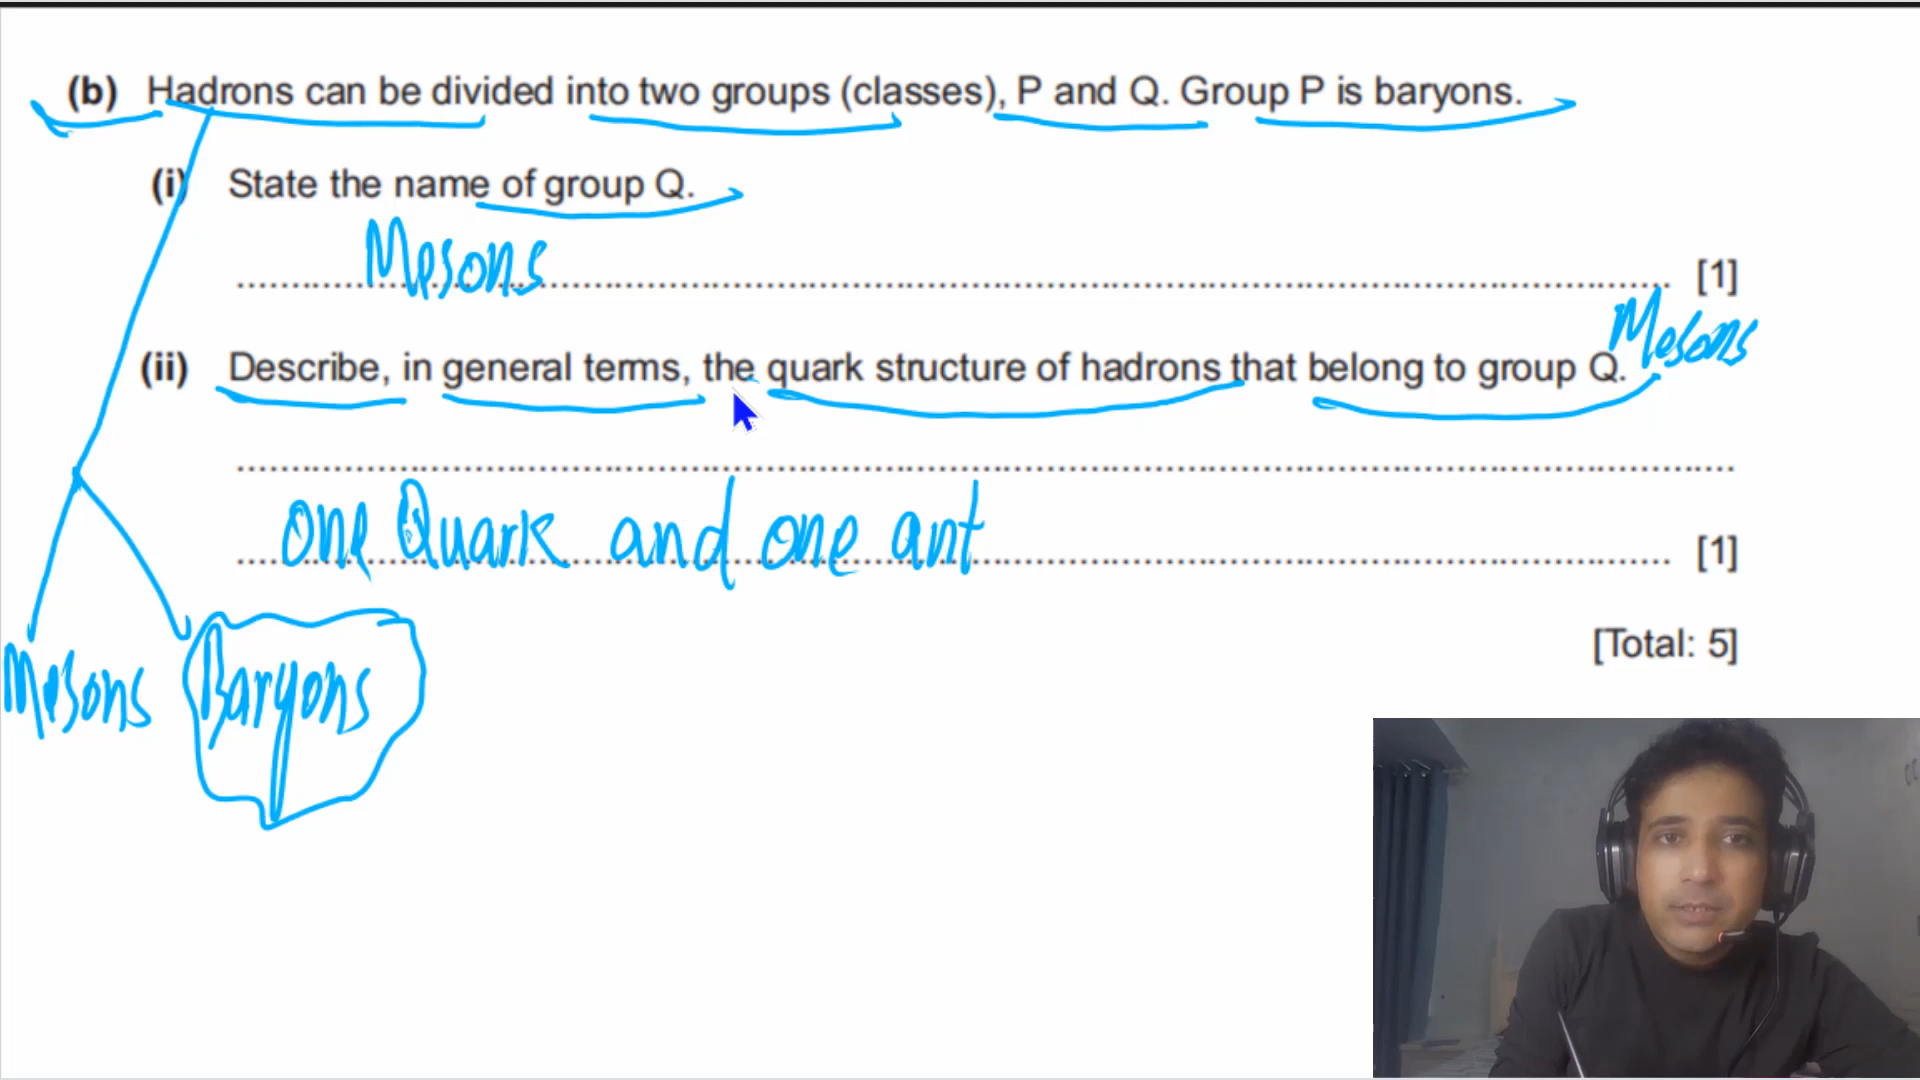 (b) Hadrons can be divided into two groups (classes), P and Q. Group P is baryons.
(i) State the name of group Q.
Mesons [1]
Mesons
(ii) Describe, in general terms, the quark structure of hadrons that belong to group Q.
one Quark and one ant [1]
[Total: 5]
Mesons Baryons